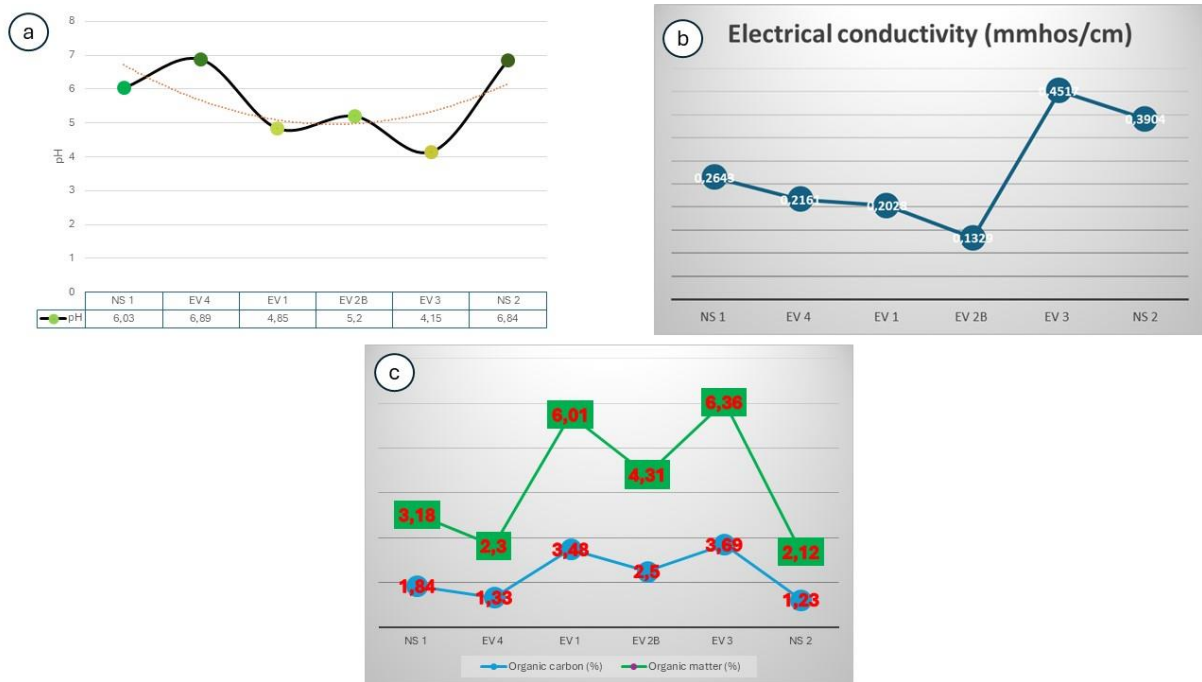 a
8
7
6
5
4
3
2
1
0
pH
NS 1 EV 4 EV 1 EV 2B EV 3 NS 2
pH 6,03 6,89 4,85 5,2 4,15 6,84
b
Electrical conductivity (mmhos/cm)
0,2643
0,2161
0,1329
0,3904
NS 1 EV 4 EV 1 EV 2B EV 3 NS 2
c
6,01
6,36
4,31
3,18
2,3
2,12
3,48
3,69
2,5
1,84
1,33
1,23
NS 1 EV 4 EV 1 EV 2B EV 3 NS 2
Organic carbon (%) Organic matter (%)